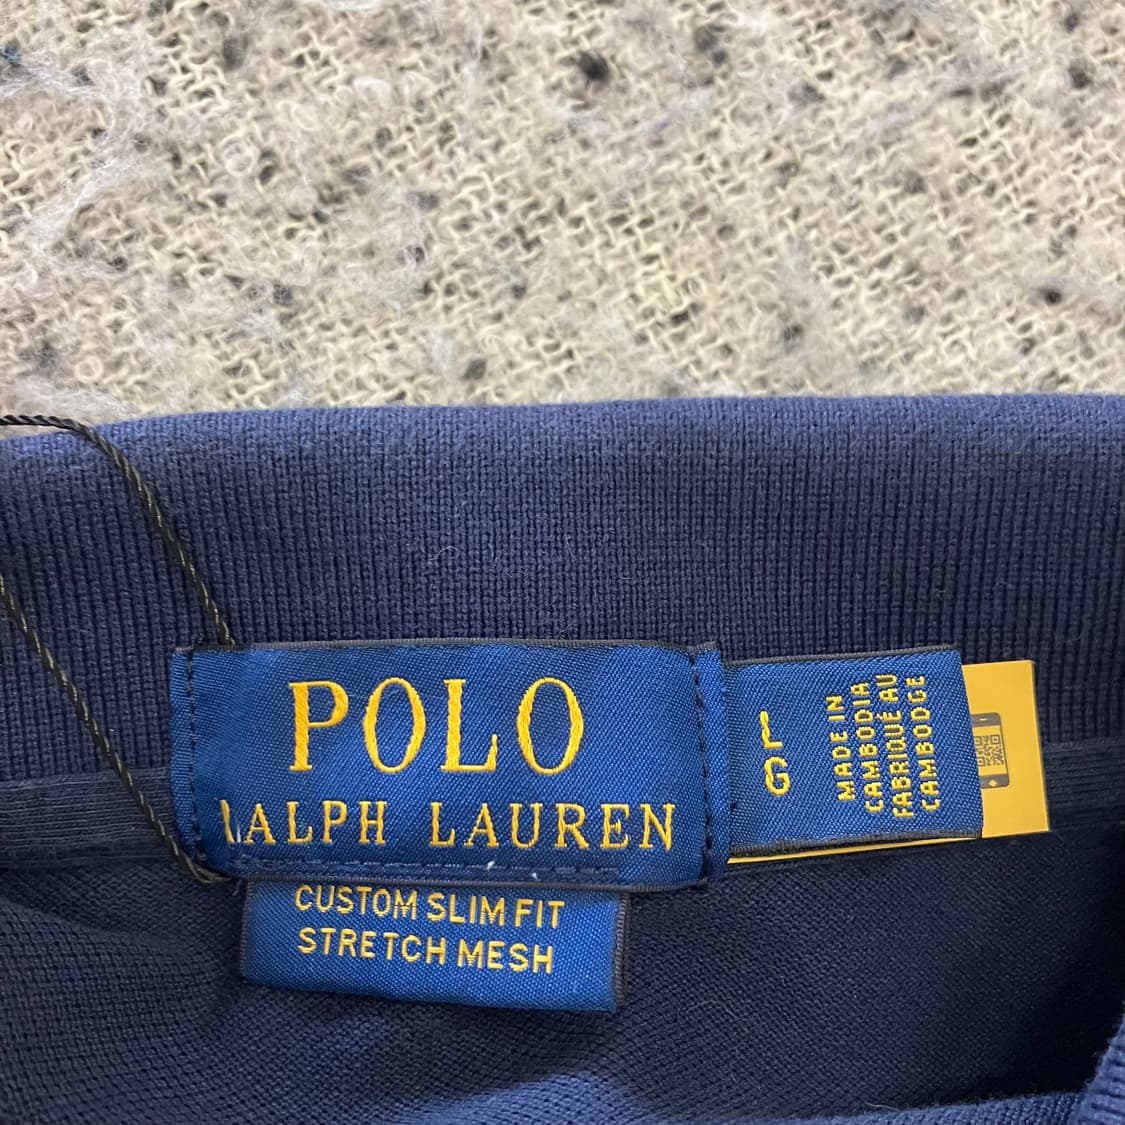 POLO
RALPH LAUREN
CUSTOM SLIM FIT
STRETCH MESH
L
G
MADE IN
CAMBODIA
FABRIQUÉ AU
CAMBODGE